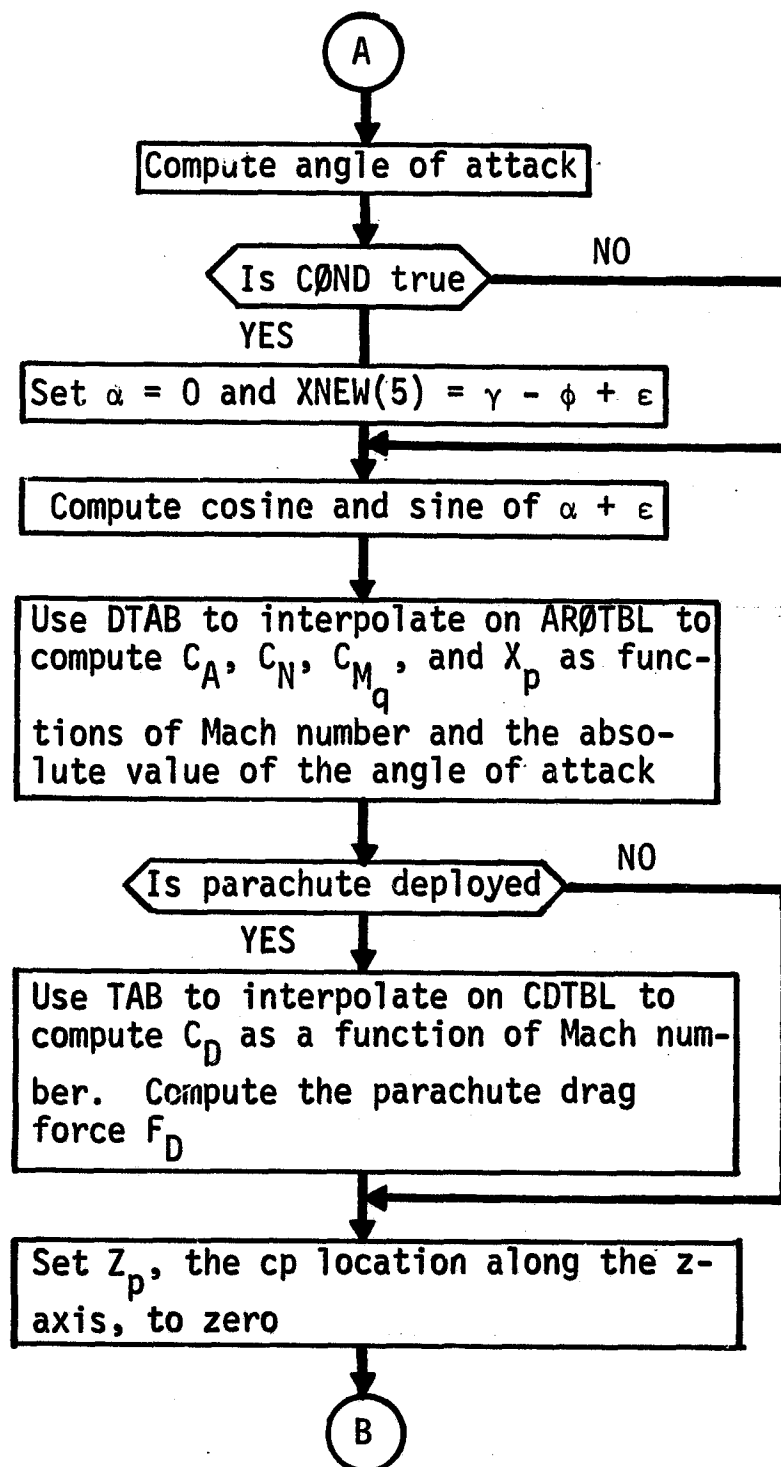 A
Compute angle of attack
Is CØND true
NO
YES
Set α = 0 and XNEW(5) = γ - ϕ + ε
Compute cosine and sine of α + ε
Use DTAB to interpolate on ARØTBL to
compute C_A, C_N, C_M_q, and X_p as func-
tions of Mach number and the abso-
lute value of the angle of attack
Is parachute deployed
NO
YES
Use TAB to interpolate on CDTBL to
compute C_D as a function of Mach num-
ber. Compute the parachute drag
force F_D
Set Z_p, the cp location along the z-
axis, to zero
B